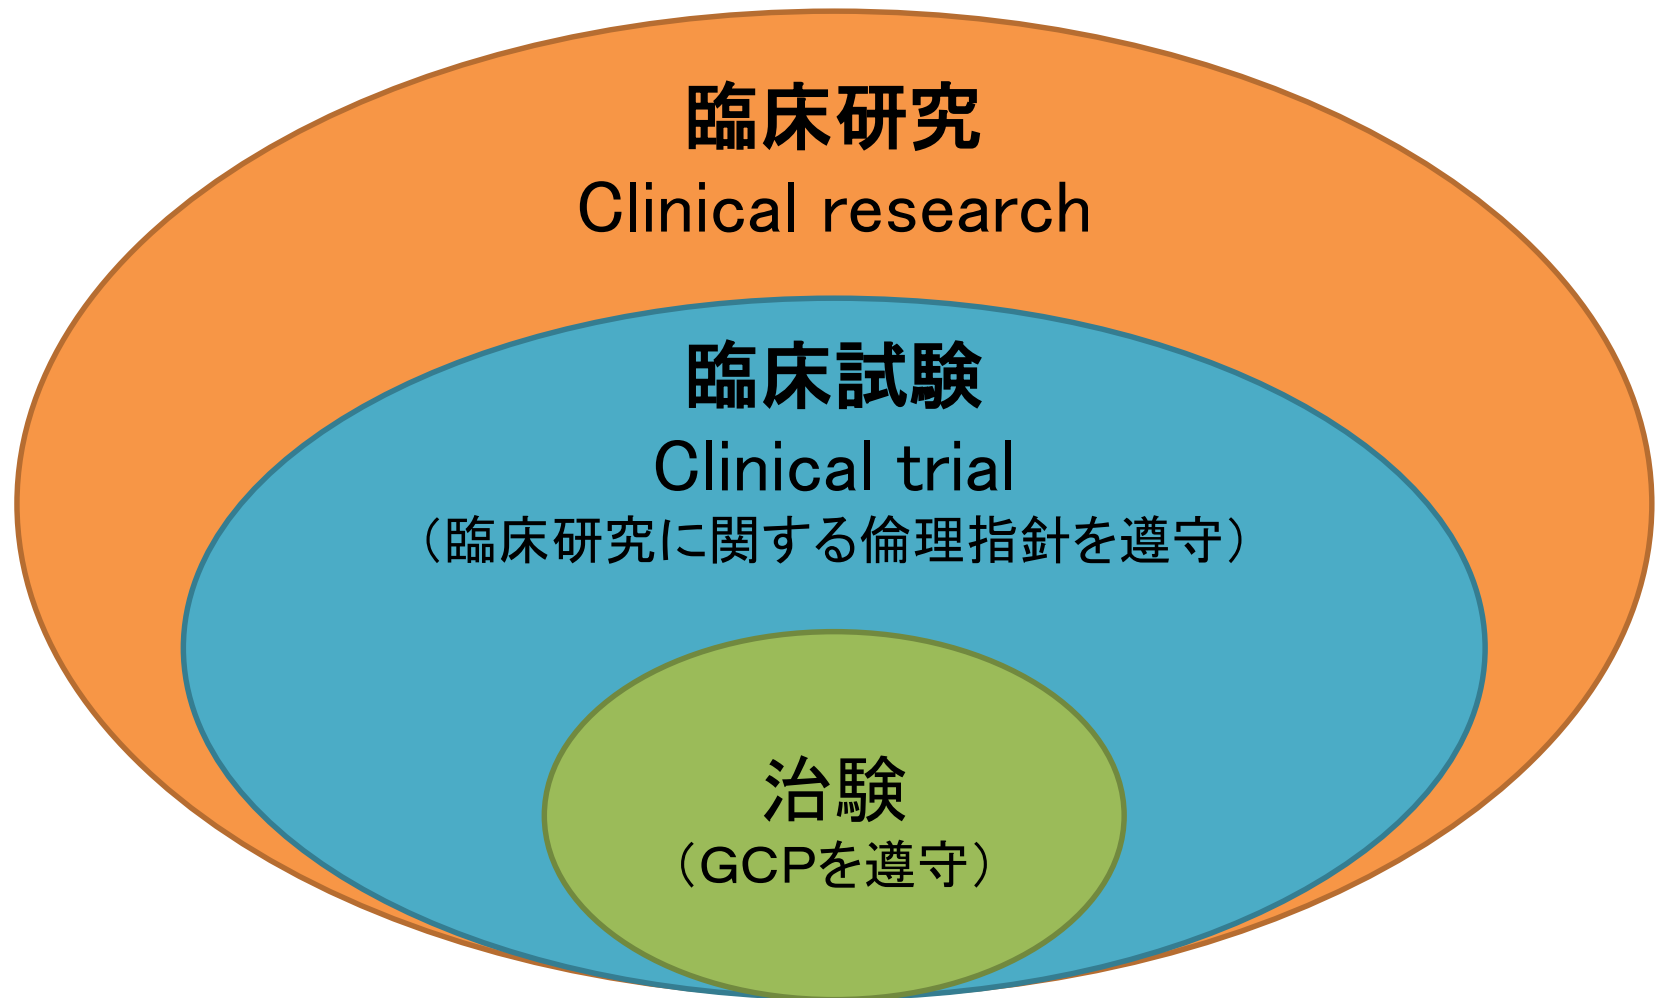 臨床研究
Clinical research
臨床試験
Clinical trial
（臨床研究に関する倫理指針を遵守）
治験
（GCPを遵守）